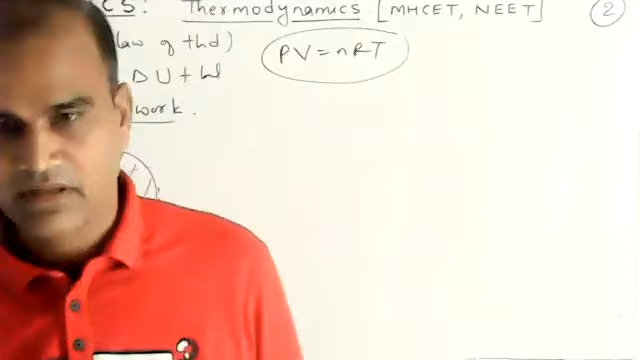 CS: Thermodynamics [MHCET, NEET] 2
law of thd) PV = nRT
ΔU + W
work.